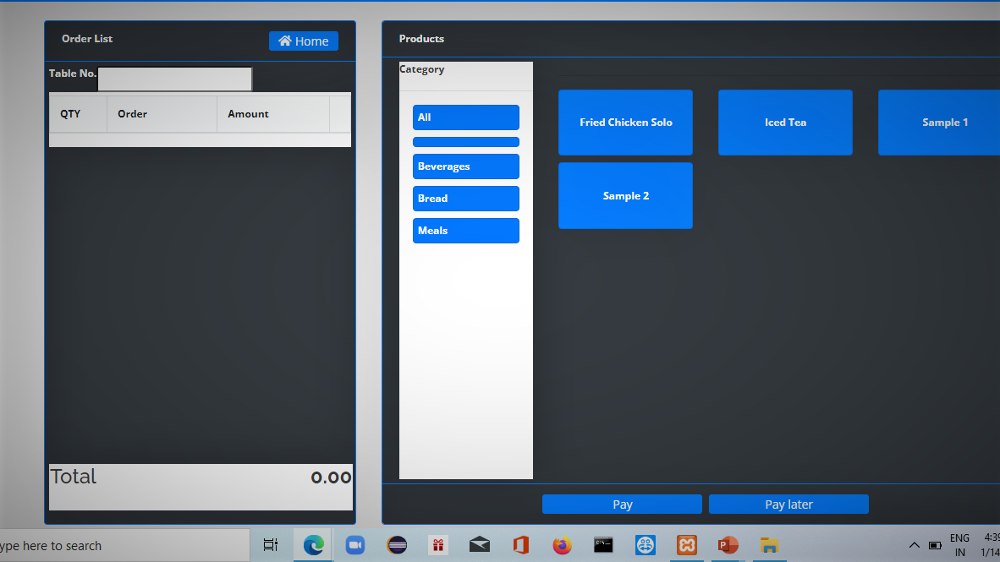 Order List
Home
Table No.
QTY Order Amount
Total 0.00
Products
Category
All
Beverages
Bread
Meals
Fried Chicken Solo
Iced Tea
Sample 1
Sample 2
Pay
Pay later
ype here to search
ENG
IN
4:39
1/14